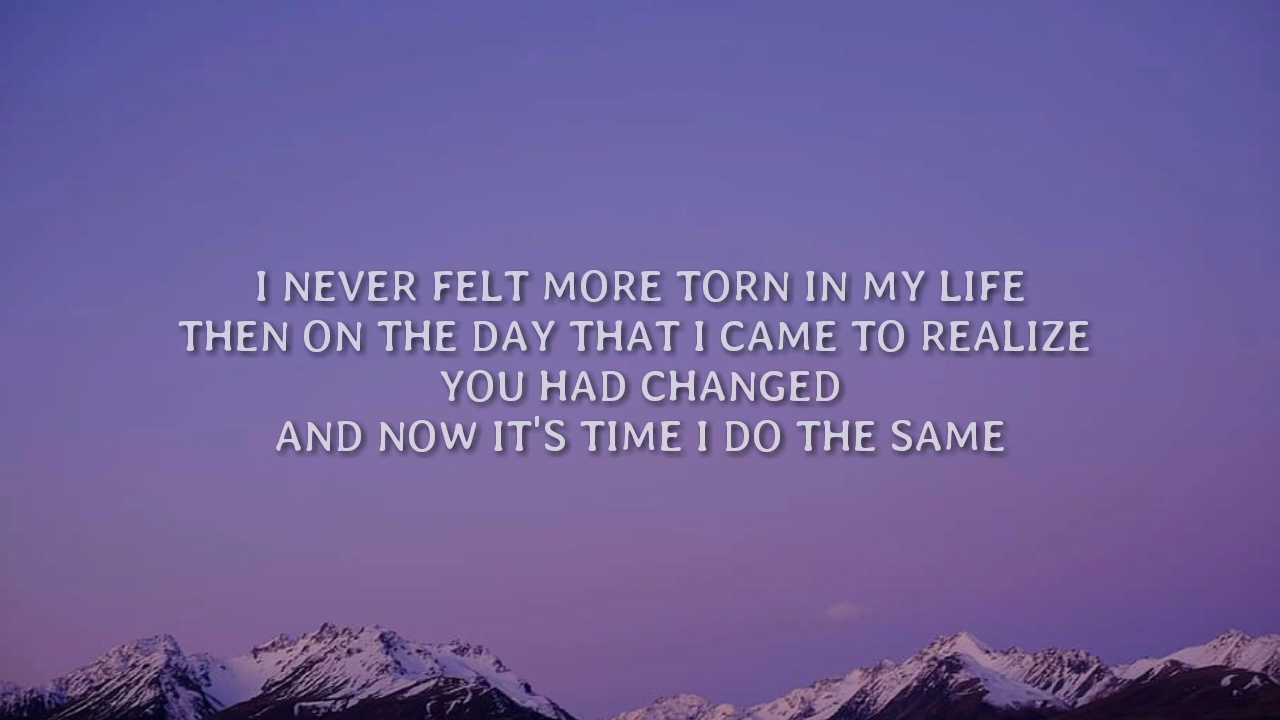 I NEVER FELT MORE TORN IN MY LIFE
THEN ON THE DAY THAT I CAME TO REALIZE
YOU HAD CHANGED
AND NOW IT'S TIME I DO THE SAME